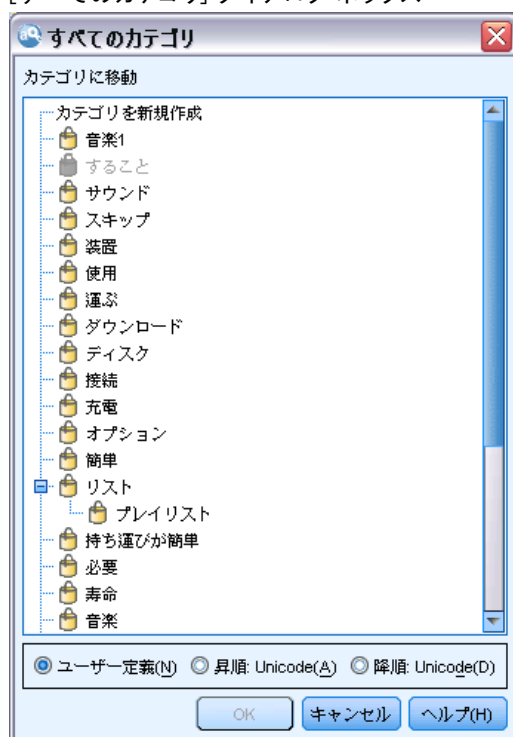 [すべてのカテゴリ] ダイアログ ボックス
すべてのカテゴリ
カテゴリに移動
カテゴリを新規作成
音楽1
すること
サウンド
スキップ
装置
使用
運ぶ
ダウンロード
ディスク
接続
充電
オプション
簡単
リスト
プレイリスト
持ち運びが簡単
必要
寿命
音楽
ユーザー定義(N) 昇順: Unicode(A) 降順: Unicode(D)
OK キャンセル ヘルプ(H)